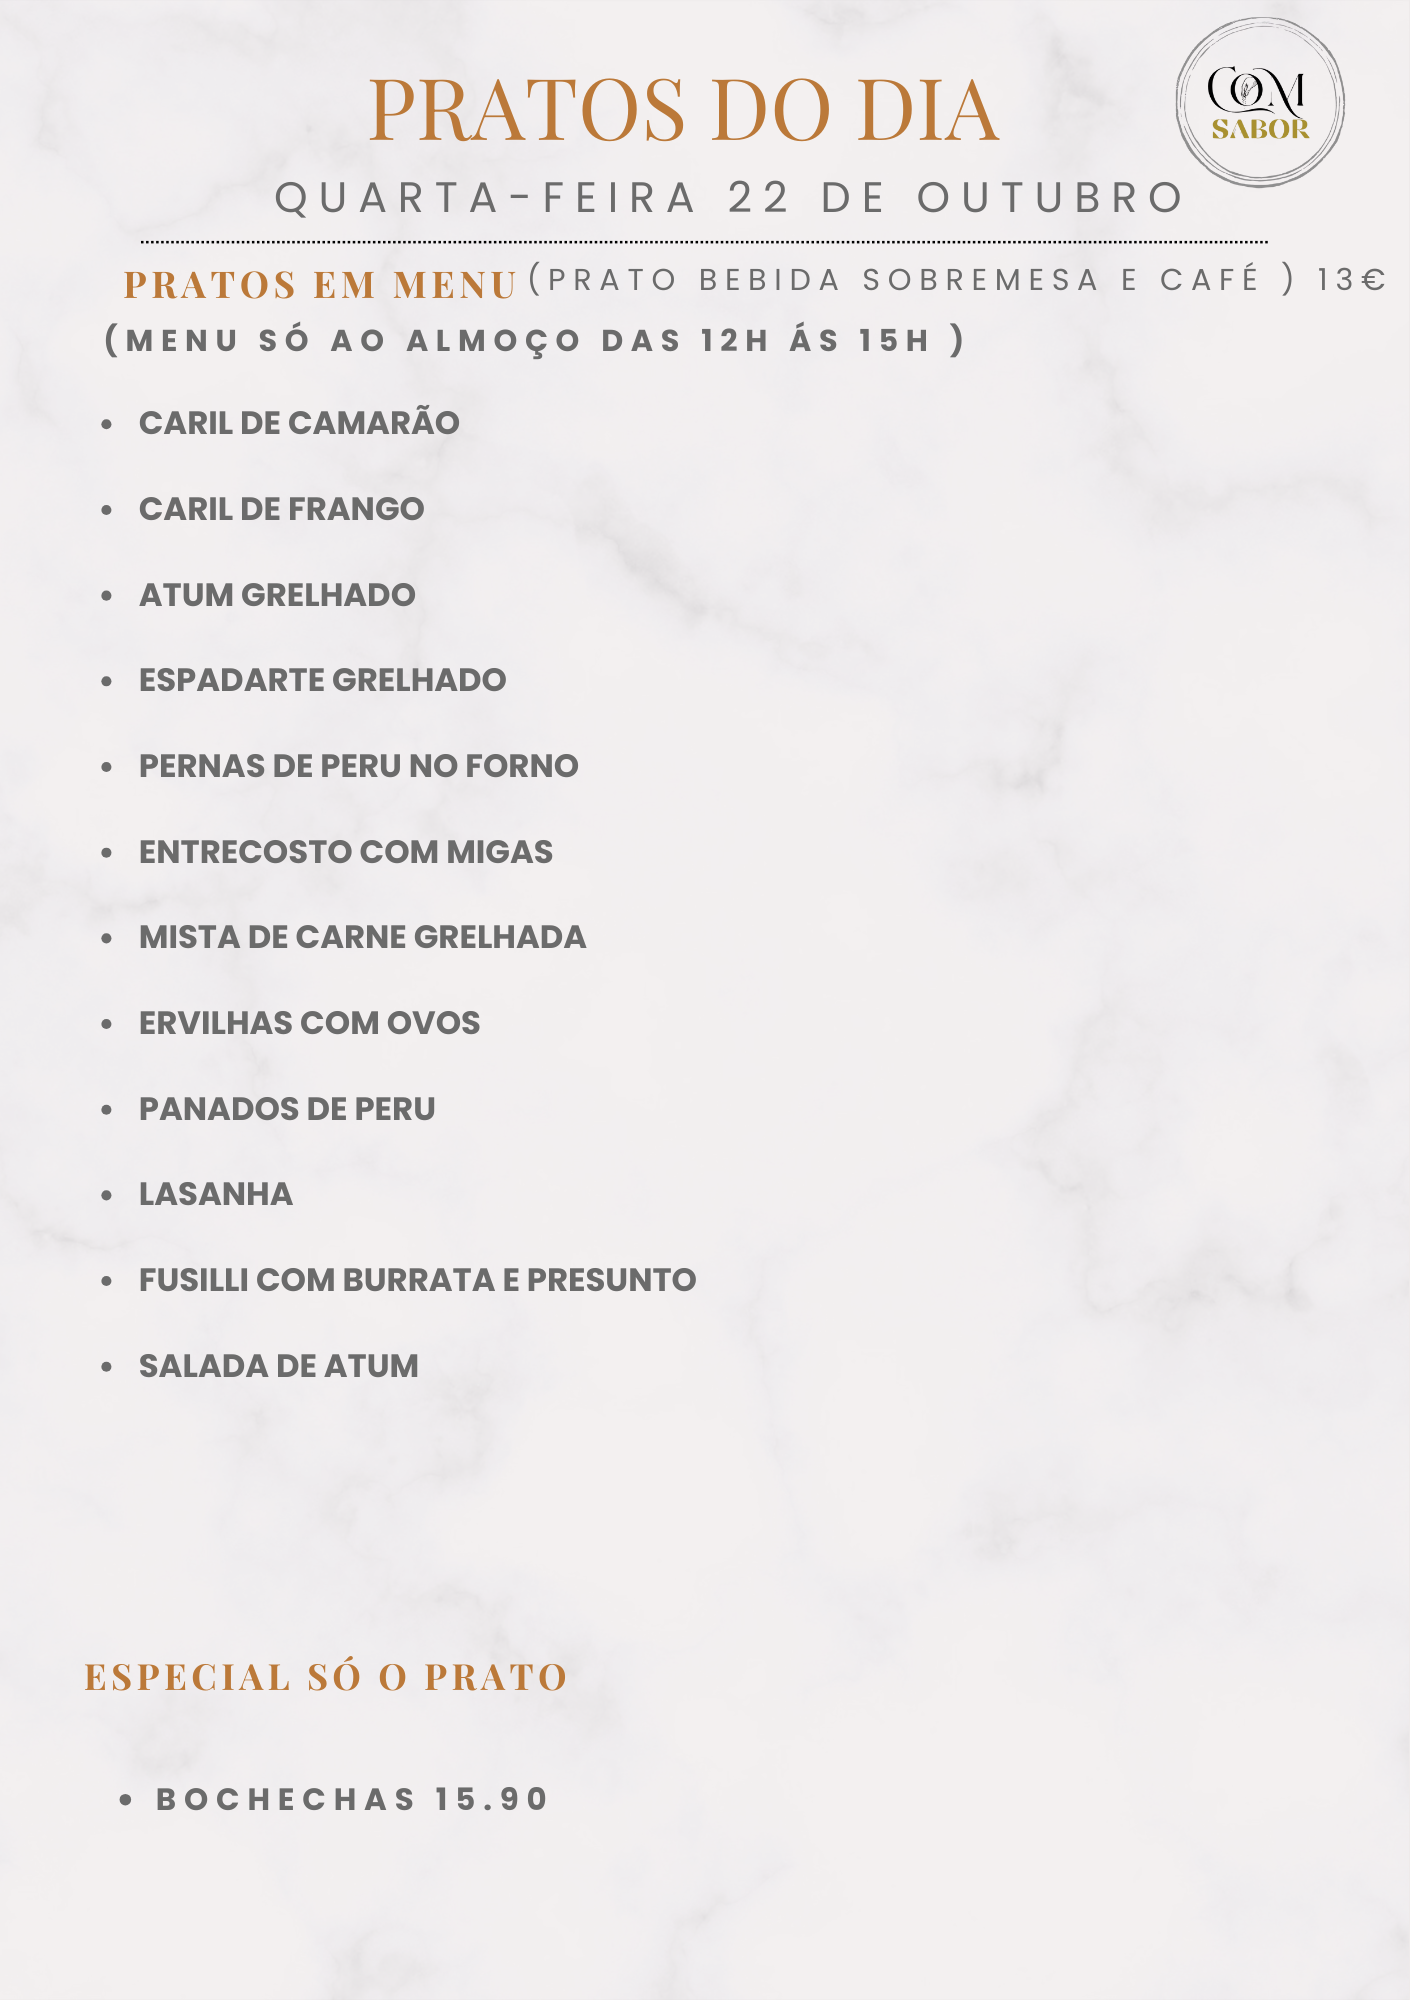 COM
SABOR
PRATOS DO DIA
QUARTA-FEIRA 22 DE OUTUBRO
PRATOS EM MENU (PRATO BEBIDA SOBREMESA E CAFÉ ) 13€
(MENU SÓ AO ALMOÇO DAS 12H ÁS 15H )
• CARIL DE CAMARÃO
• CARIL DE FRANGO
• ATUM GRELHADO
• ESPADARTE GRELHADO
• PERNAS DE PERU NO FORNO
• ENTRECOSTO COM MIGAS
• MISTA DE CARNE GRELHADA
• ERVILHAS COM OVOS
• PANADOS DE PERU
• LASANHA
• FUSILLI COM BURRATA E PRESUNTO
• SALADA DE ATUM
ESPECIAL SÓ O PRATO
• BOCHECHAS 15.90